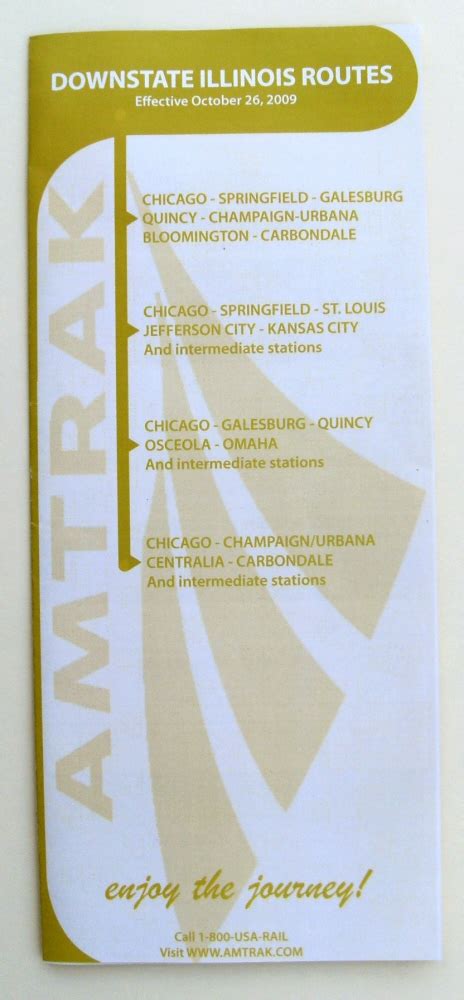 DOWNSTATE ILLINOIS ROUTES
Effective October 26, 2009
AMTRAK
CHICAGO - SPRINGFIELD - GALESBURG
QUINCY - CHAMPAIGN-URBANA
BLOOMINGTON - CARBONDALE
CHICAGO - SPRINGFIELD - ST. LOUIS
JEFFERSON CITY - KANSAS CITY
And intermediate stations
CHICAGO - GALESBURG - QUINCY
OSCEOLA - OMAHA
And intermediate stations
CHICAGO - CHAMPAIGN/URBANA
CENTRALIA - CARBONDALE
And intermediate stations
enjoy the journey!
Call 1-800-USA-RAIL
Visit WWW.AMTRAK.COM